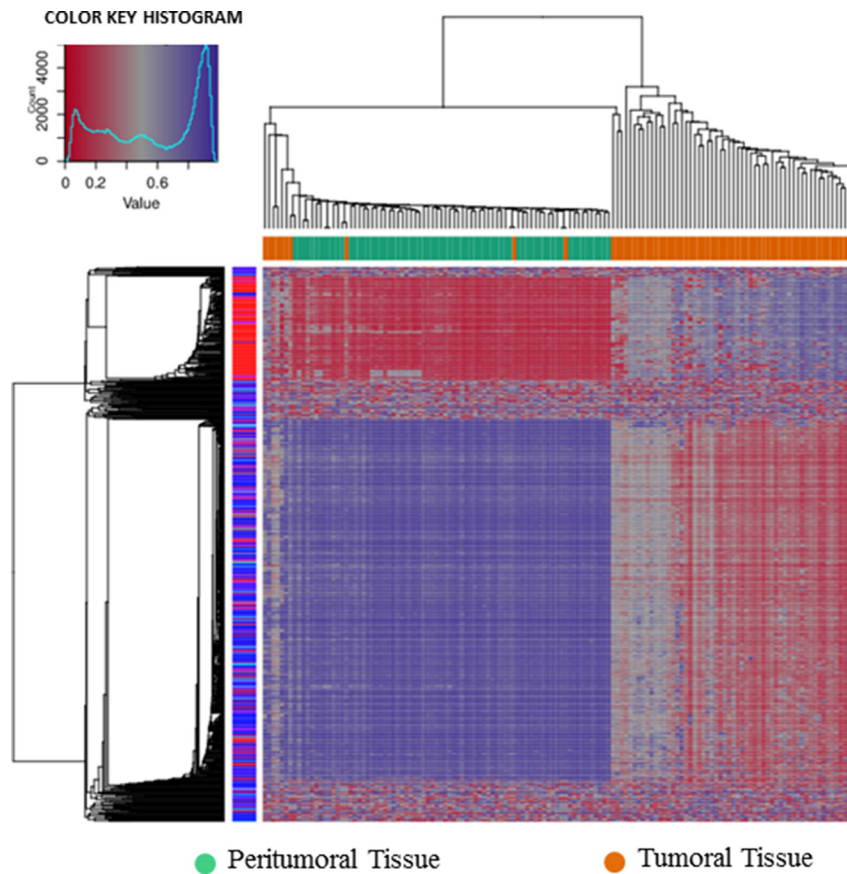 COLOR KEY HISTOGRAM
Count
0 2000 4000
0 0.2 0.6
Value
Peritumoral Tissue
Tumoral Tissue